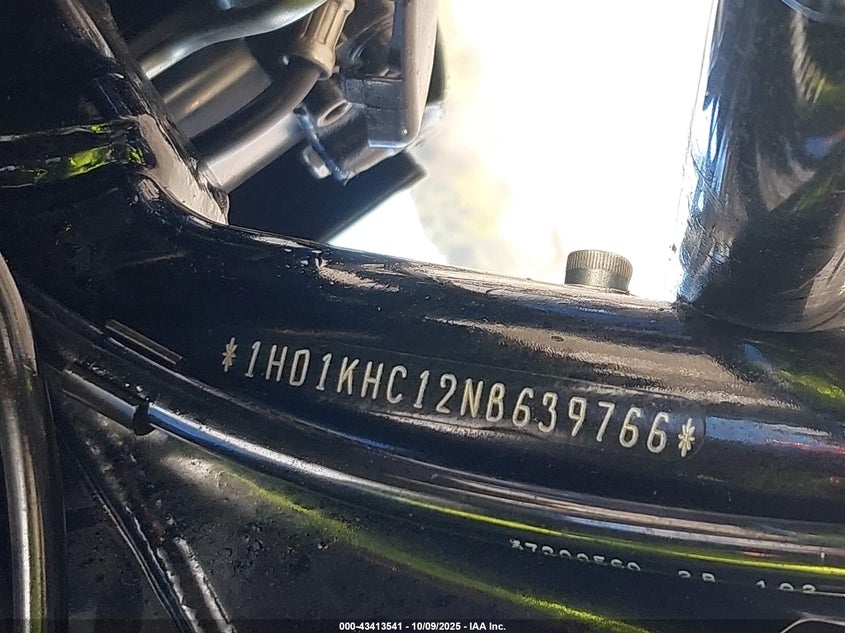 *1HD1KHC12NB639766*
000-43413541 - 10/09/2025 - IAA Inc.